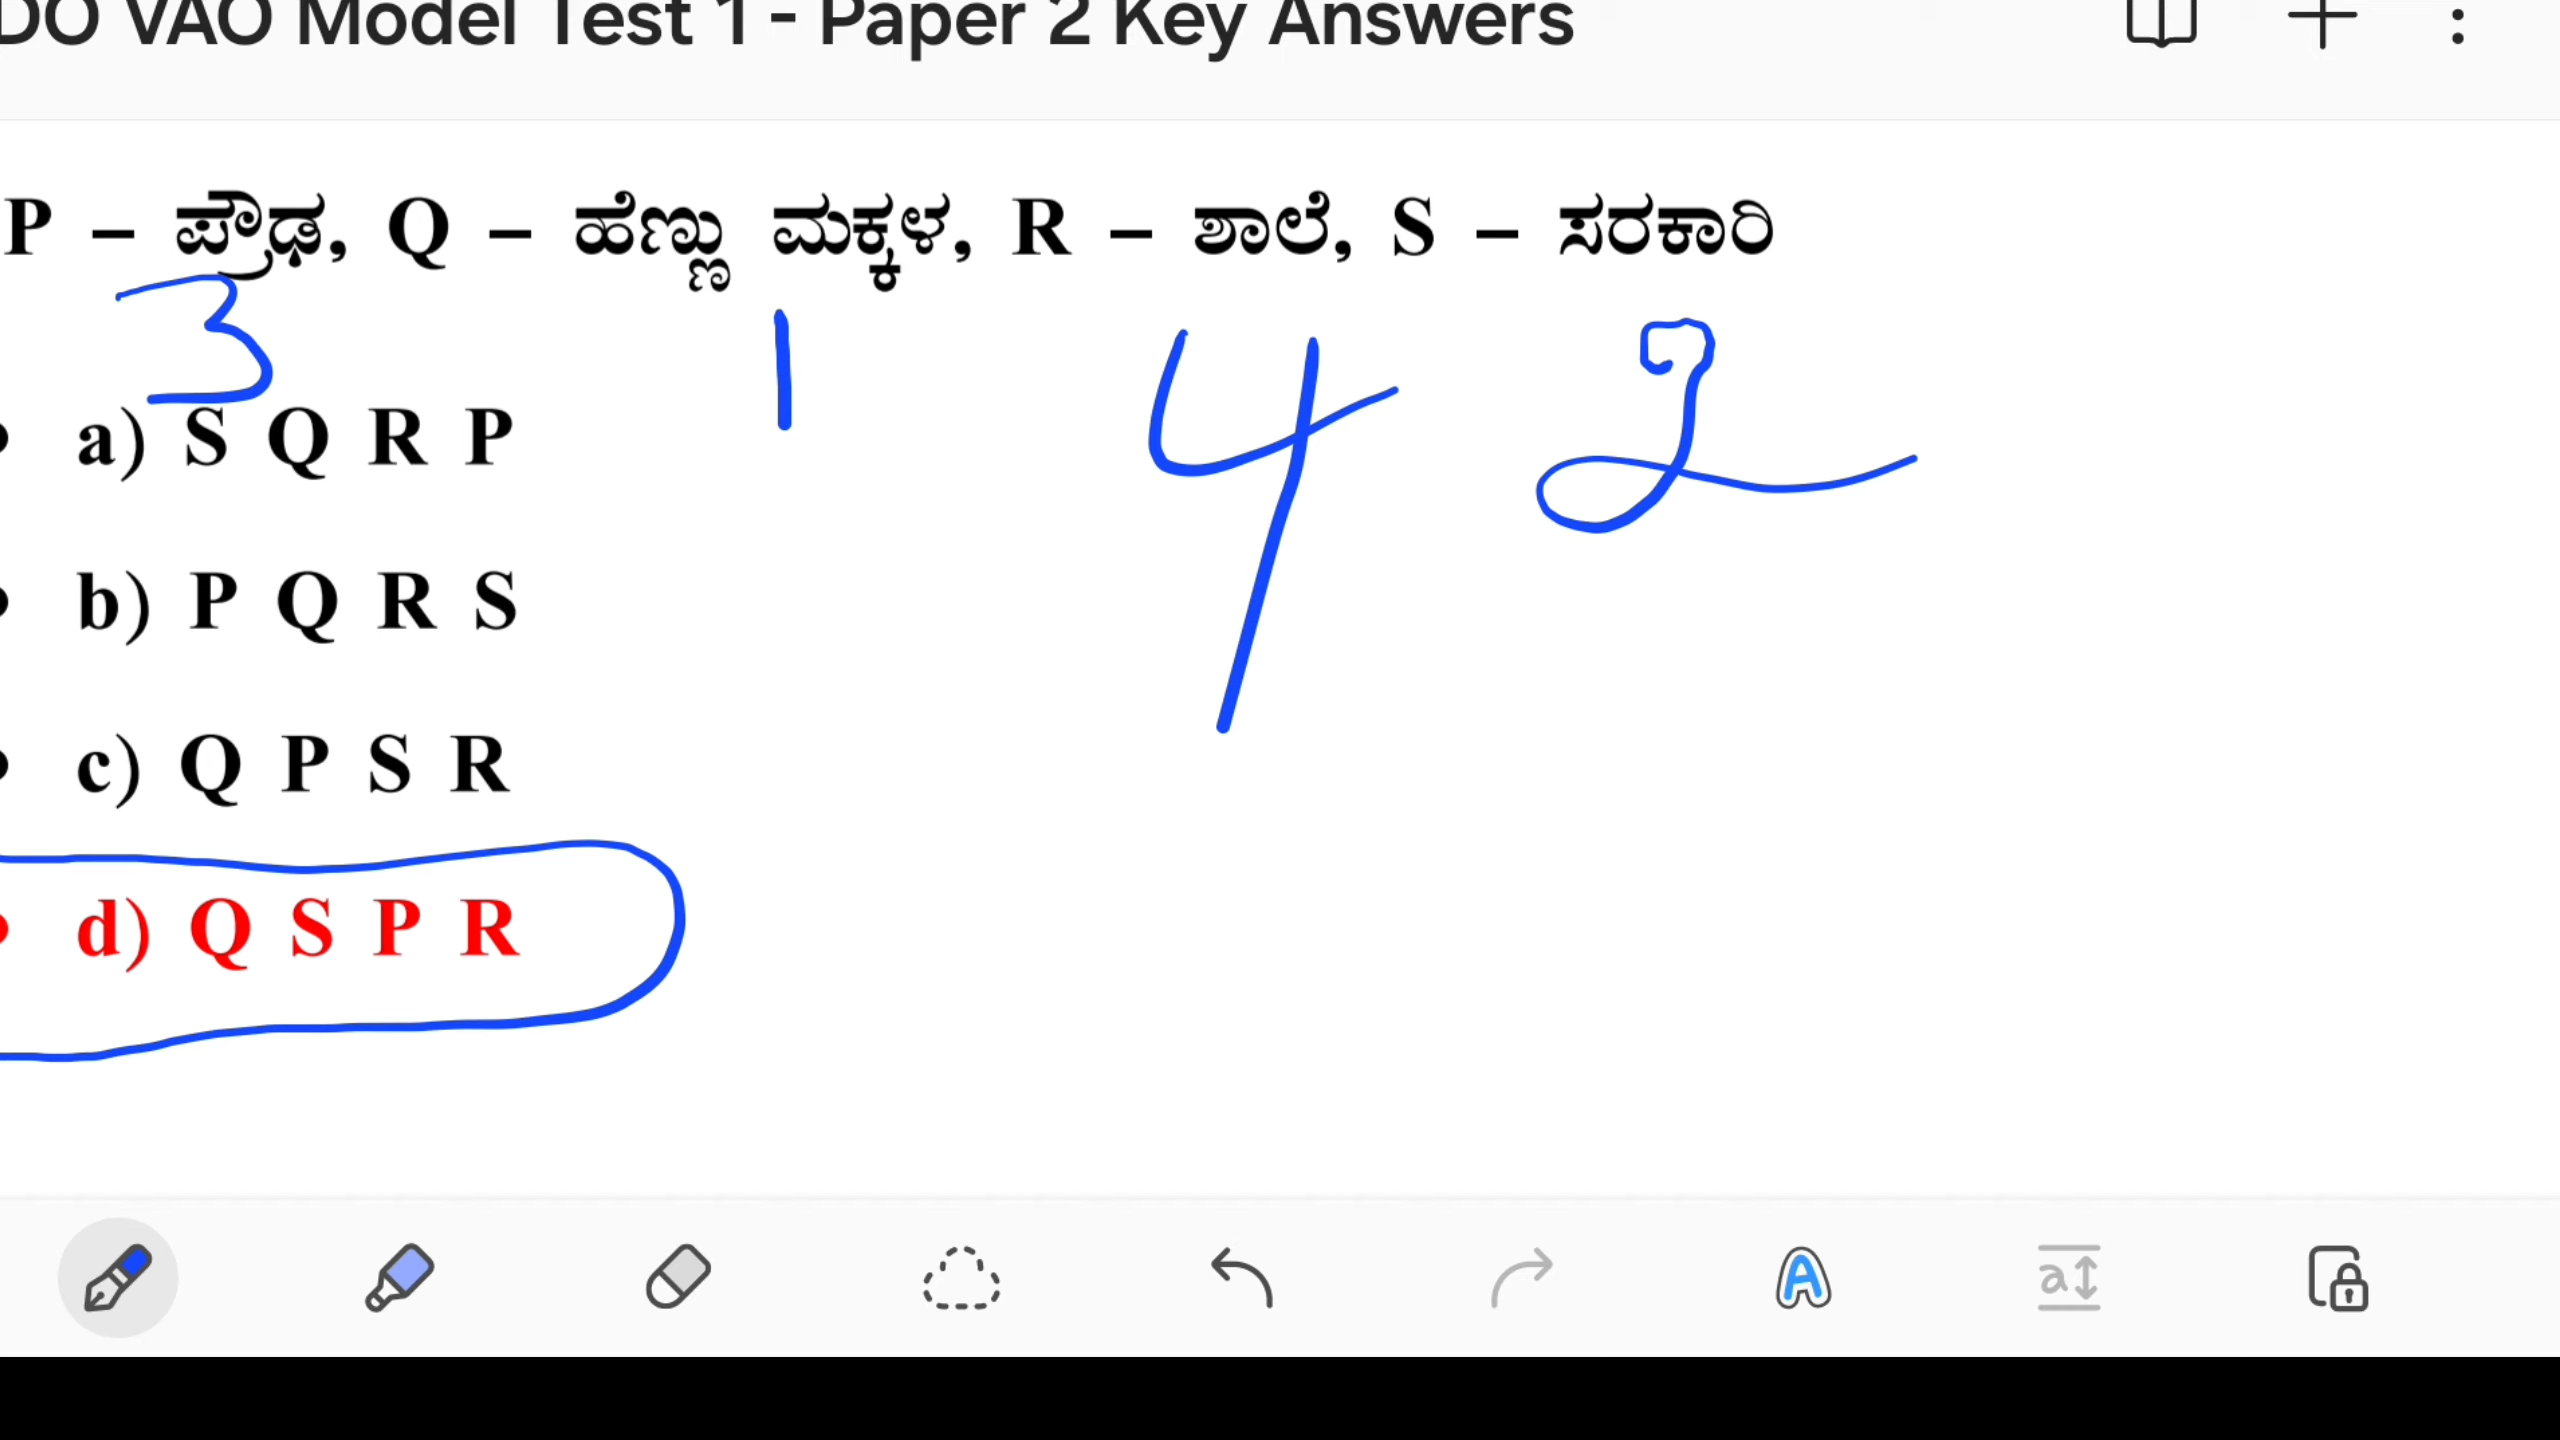 DO VAO Model Test 1 - Paper 2 Key Answers
P – ಪ್ರೌಢ, Q – ಹೆಣ್ಣು ಮಕ್ಕಳ, R – ಶಾಲೆ, S – ಸರಕಾರಿ
3 1 4 2
a) S Q R P
b) P Q R S
c) Q P S R
d) Q S P R